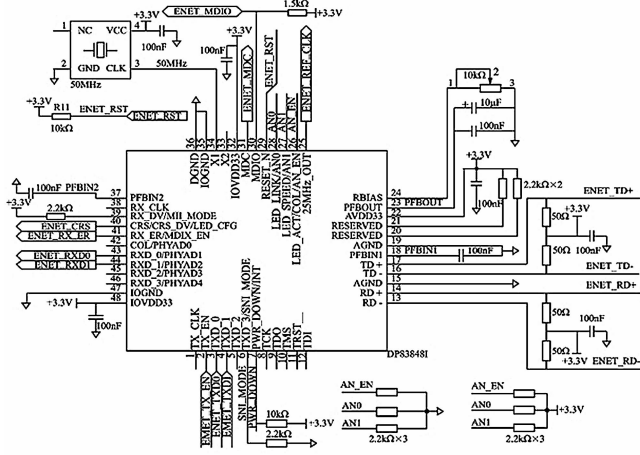 ENET_MDIO
1.5kΩ
+3.3V
+3.3V
1
NC
VCC
4
100nF
2
GND
CLK
3
50MHz
50MHz
+3.3V
100nF
ENET_MDC
ENET_RST
AN0
AN1
AN_EN
ENET_REF_CLK
+3.3V
R11
10kΩ
ENET_RST
ENET_RST
10kΩ
1
2
3
10μF
100nF
+3.3V
100nF
2.2kΩ×2
36
35
34
33
32
31
30
29
28
27
26
25
DGND
IOGND
X1
X2
IOVDD33
MDC
MDIO
RESET_N
LED_LINK/AN0
LED_SPEED/AN1
LED_ACT/COL/AN_EN
25MHz_OUT
100nF
PFBIN2
+3.3V
2.2kΩ
ENET_CRS
ENET_RX_ER
ENET_RXD0
ENET_RXD1
+3.3V
100nF
37
PFBIN2
38
RX_CLK
39
RX_DV/MII_MODE
40
CRS/CRS_DV/LED_CFG
41
RX_ER/MDIX_EN
42
COL/PHYAD0
43
RXD_0/PHYAD1
44
RXD_1/PHYAD2
45
RXD_2/PHYAD3
46
RXD_3/PHYAD4
47
IOGND
48
IOVDD33
RBIAS
24
PFBOUT
23
PFBOUT
AVDD33
22
RESERVED
21
RESERVED
20
AGND
19
PFBIN1
18
PFBIN1
100nF
TD +
17
TD -
16
AGND
15
RD +
14
RD -
13
ENET_TD+
50Ω
+3.3V
100nF
50Ω
ENET_TD-
ENET_RD+
50Ω
100nF
+3.3V
50Ω
ENET_RD-
TX_CLK
TX_EN
TXD_0
TXD_1
TXD_2
TXD_3/SNI_MODE
PWR_DOWN/INT
TCK
TDO
TMS
TRST_
TDI
1
2
3
4
5
6
7
8
9
10
11
12
DP83848I
EMET_TX_EN
ENET_TXD0
EMET_TXD1
SNI_MODE
PWR_DOWN
10kΩ
+3.3V
2.2kΩ
AN_EN
AN0
AN1
2.2kΩ×3
AN_EN
AN0
+3.3V
AN1
2.2kΩ×3